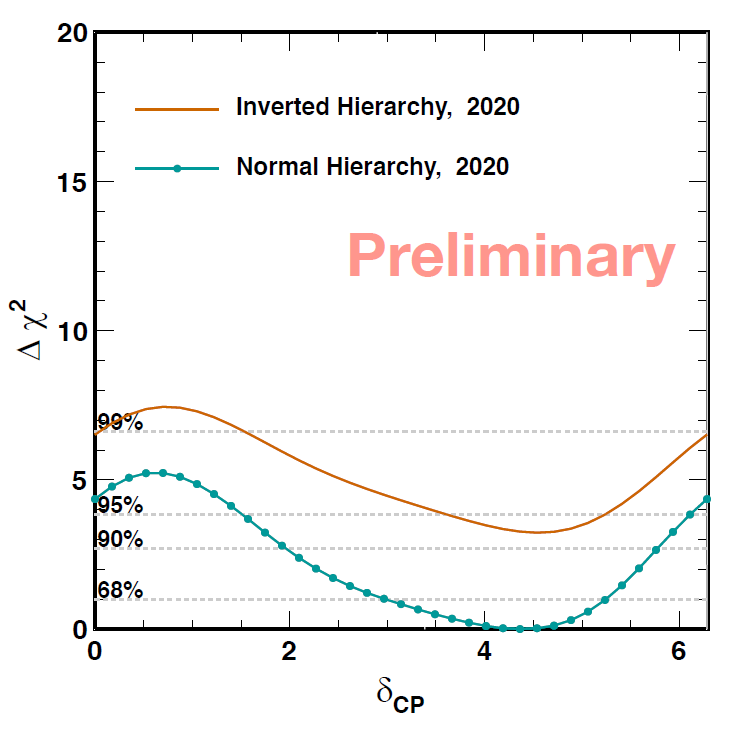 20
Inverted Hierarchy, 2020
Normal Hierarchy, 2020
15
Preliminary
Δ χ2
10
99%
5
95%
90%
68%
0
0 2 4 6
δCP